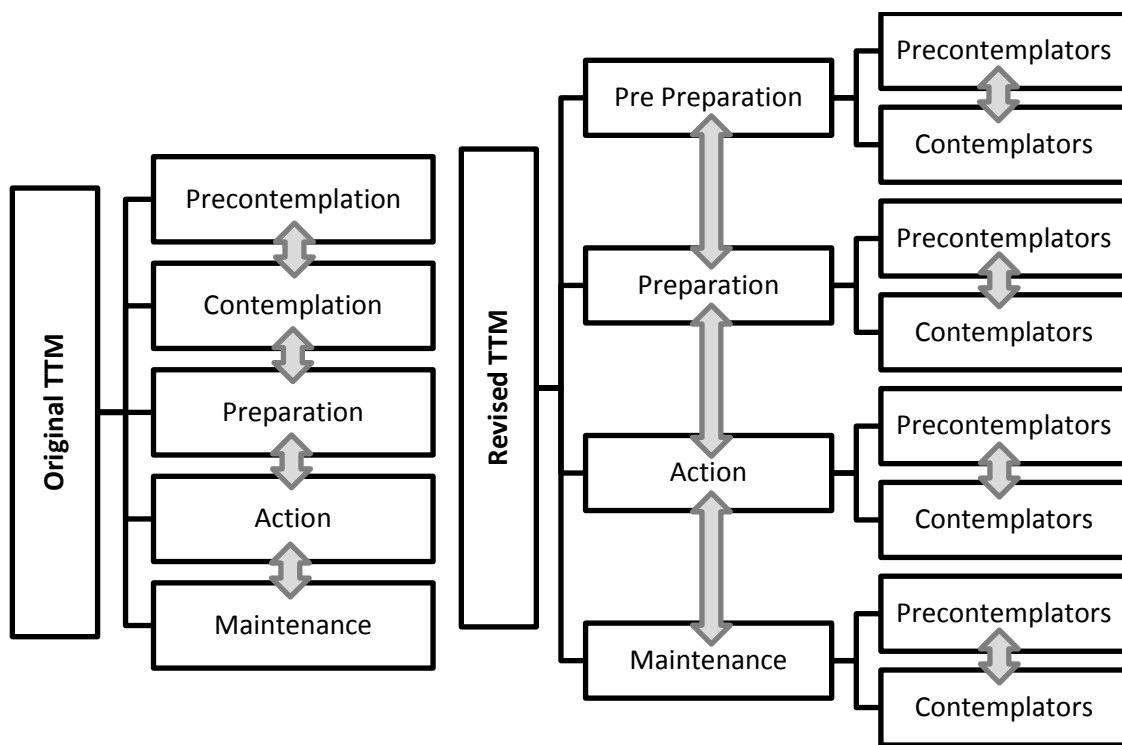 Original TTM
Precontemplation
Contemplation
Preparation
Action
Maintenance
Revised TTM
Pre Preparation
Precontemplators
Contemplators
Preparation
Precontemplators
Contemplators
Action
Precontemplators
Contemplators
Maintenance
Precontemplators
Contemplators